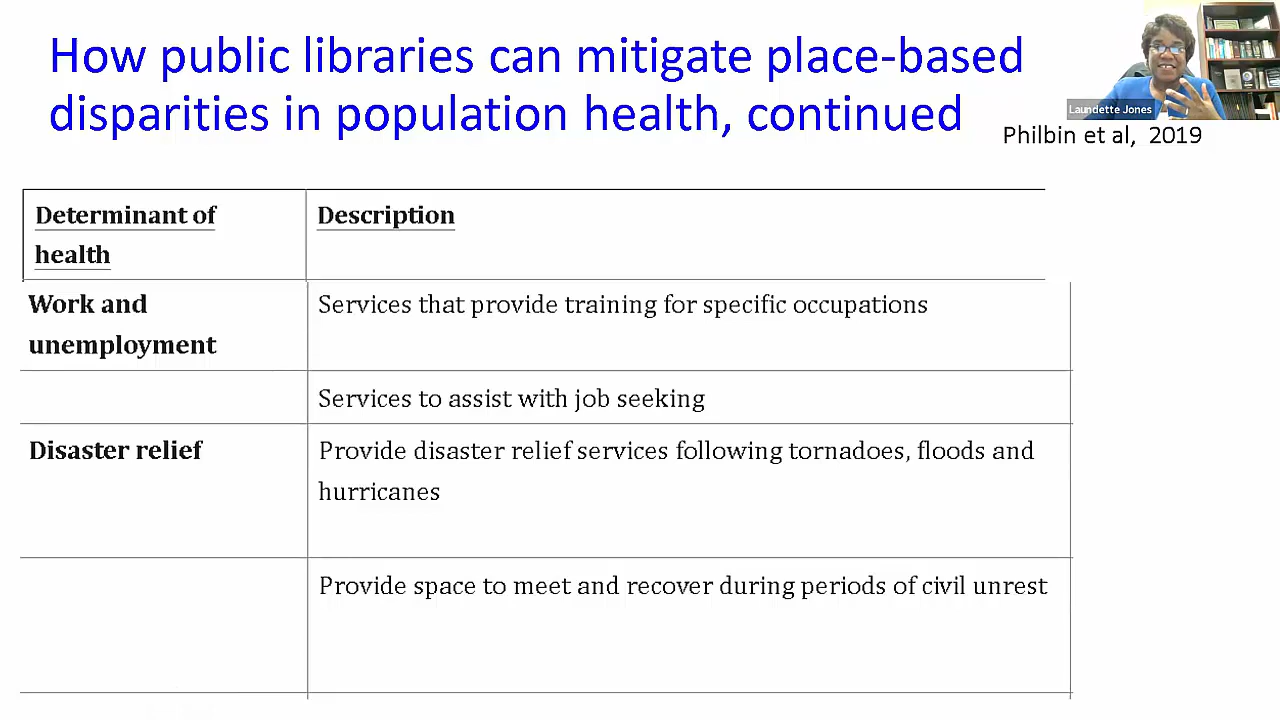 How public libraries can mitigate place-based
disparities in population health, continued
Laundette Jones
Philbin et al, 2019
Determinant of
health
Description
Work and
unemployment
Services that provide training for specific occupations
Services to assist with job seeking
Disaster relief
Provide disaster relief services following tornadoes, floods and
hurricanes
Provide space to meet and recover during periods of civil unrest